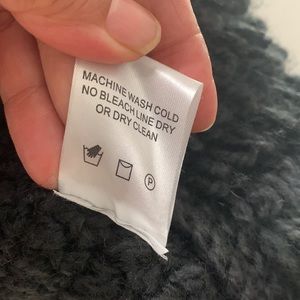 MACHINE WASH COLD
NO BLEACH LINE DRY
OR DRY CLEAN
P